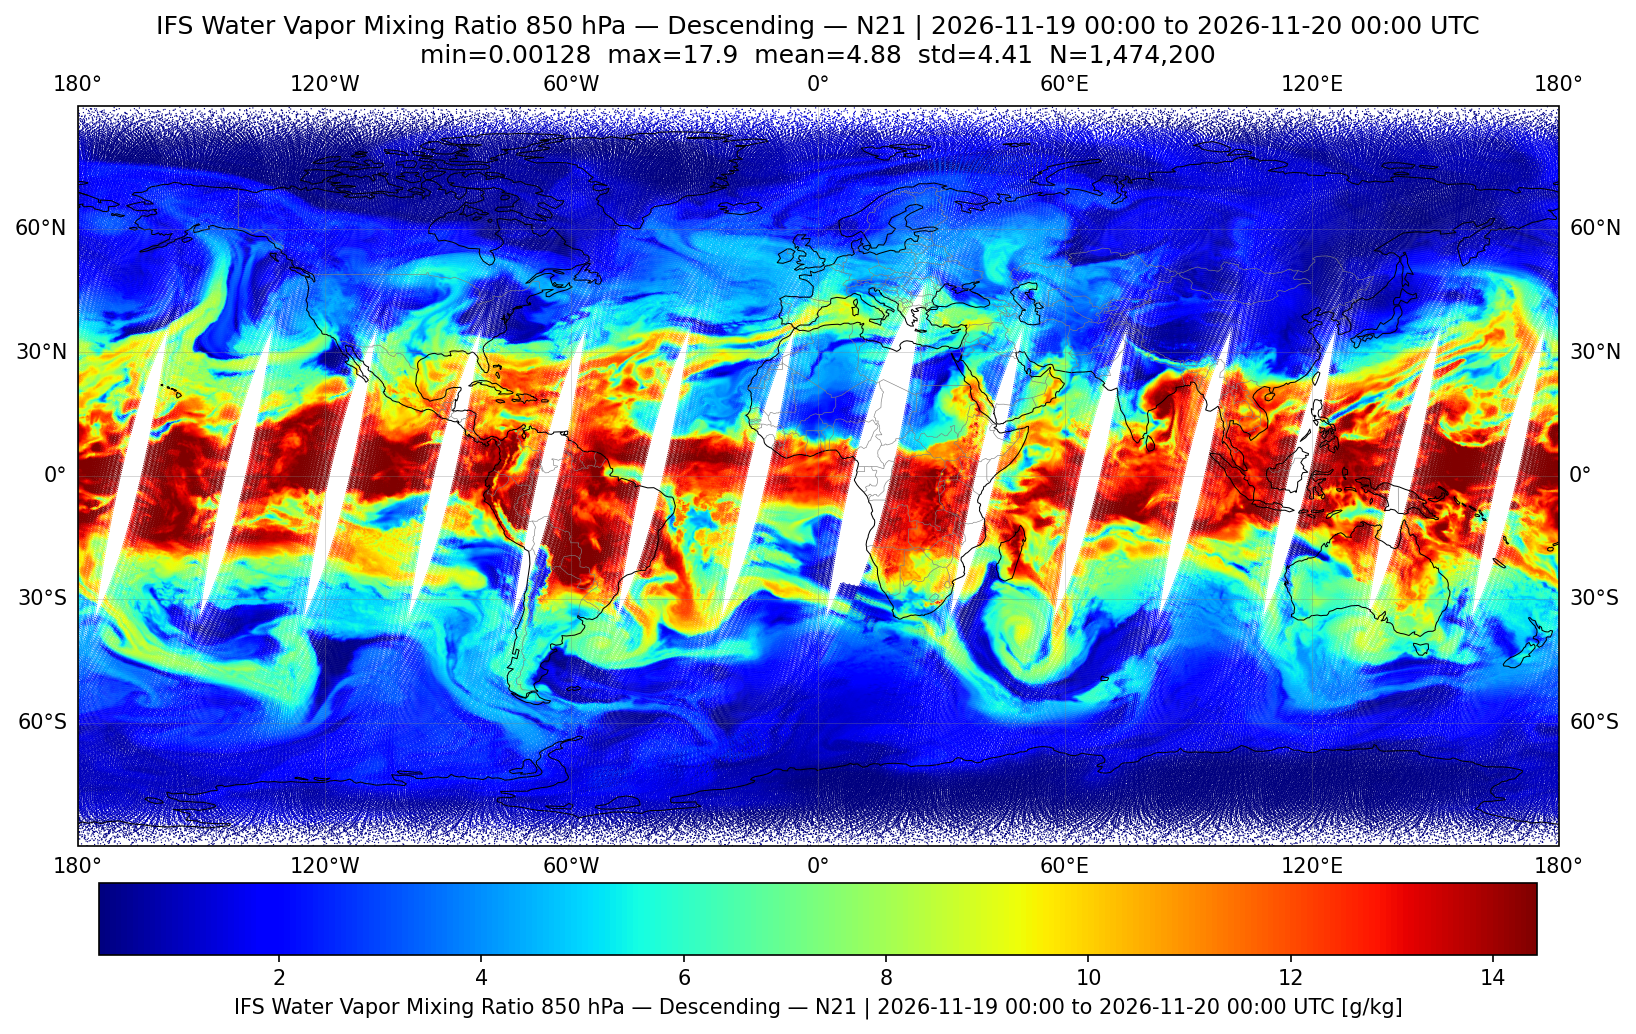 IFS Water Vapor Mixing Ratio 850 hPa — Descending — N21 | 2026-11-19 00:00 to 2026-11-20 00:00 UTC
min=0.00128  max=17.9  mean=4.88  std=4.41  N=1,474,200
180° 120°W 60°W 0° 60°E 120°E 180°
60°N 60°N
30°N 30°N
0° 0°
30°S 30°S
60°S 60°S
180° 120°W 60°W 0° 60°E 120°E 180°
2 4 6 8 10 12 14
IFS Water Vapor Mixing Ratio 850 hPa — Descending — N21 | 2026-11-19 00:00 to 2026-11-20 00:00 UTC [g/kg]